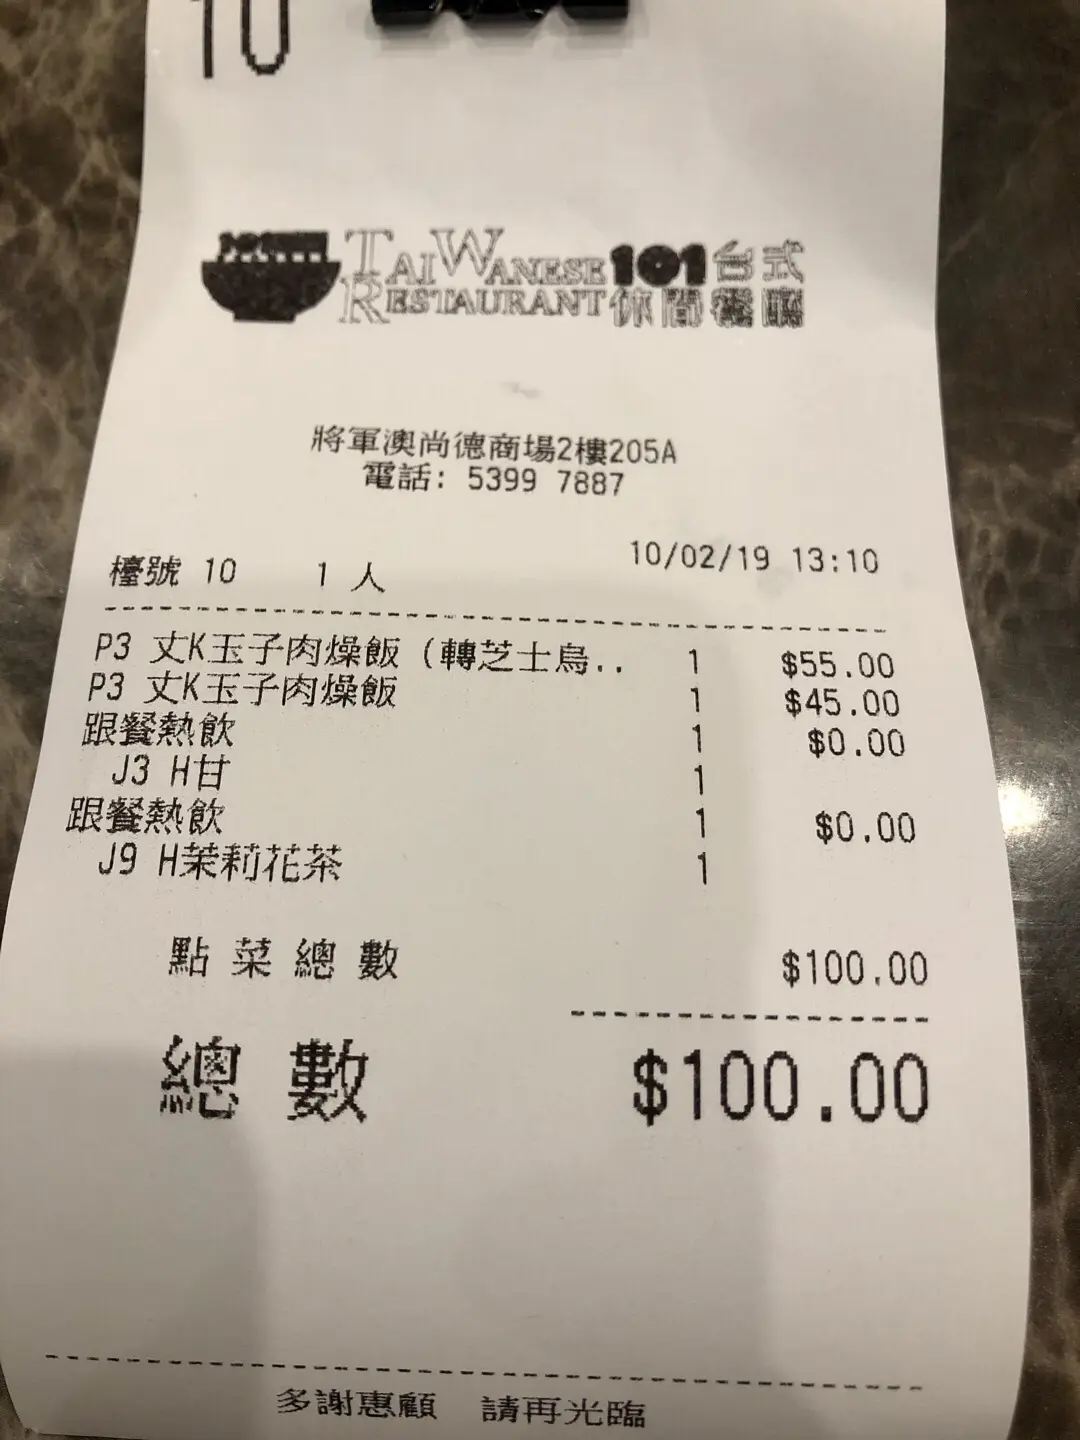 10
TAIWANESE 101 台式
RESTAURANT 休閒餐廳
將軍澳尚德商場2樓205A
電話: 5399 7887
檯號 10 1 人 10/02/19 13:10
P3 丈K玉子肉燥飯 (轉芝士烏.. 1 $55.00
P3 丈K玉子肉燥飯 1 $45.00
跟餐熱飲 1 $0.00
J3 H甘 1
跟餐熱飲 1 $0.00
J9 H茉莉花茶 1
點菜總數 $100.00
總數 $100.00
多謝惠顧 請再光臨